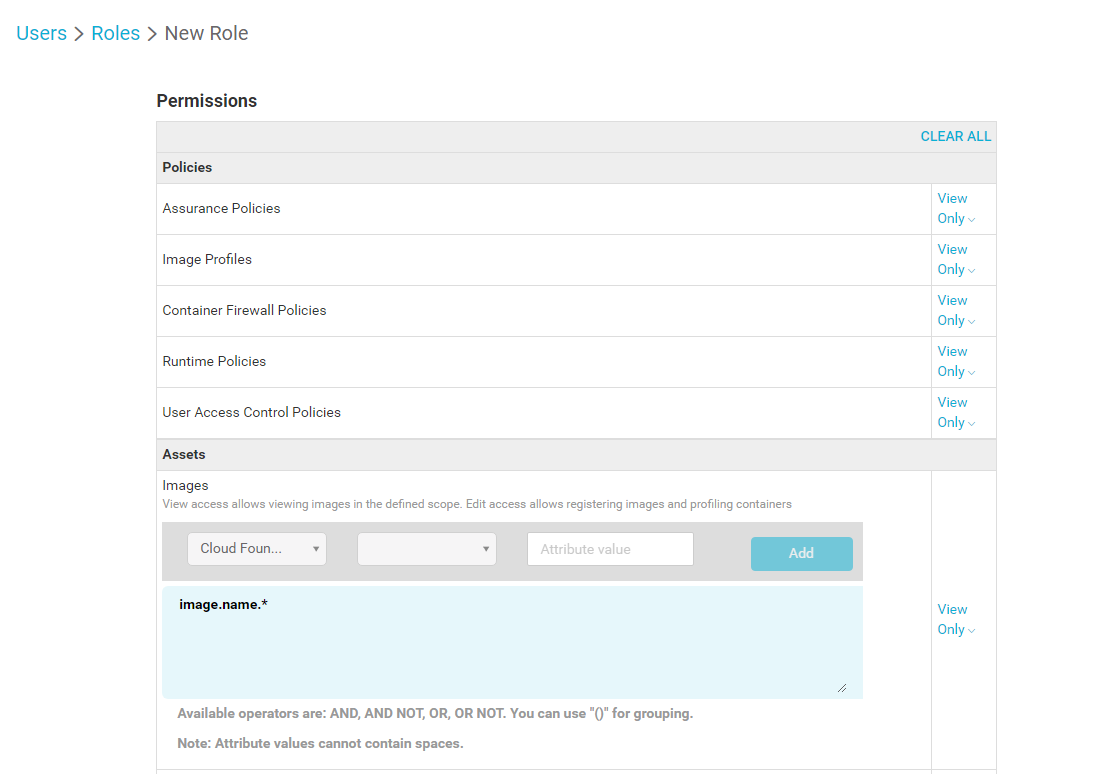 Users > Roles > New Role
Permissions
CLEAR ALL
Policies
Assurance Policies
View
Only
Image Profiles
View
Only
Container Firewall Policies
View
Only
Runtime Policies
View
Only
User Access Control Policies
View
Only
Assets
Images
View access allows viewing images in the defined scope. Edit access allows registering images and profiling containers
Cloud Foun... Attribute value Add
image.name.*
View
Only
Available operators are: AND, AND NOT, OR, OR NOT. You can use "()" for grouping.
Note: Attribute values cannot contain spaces.